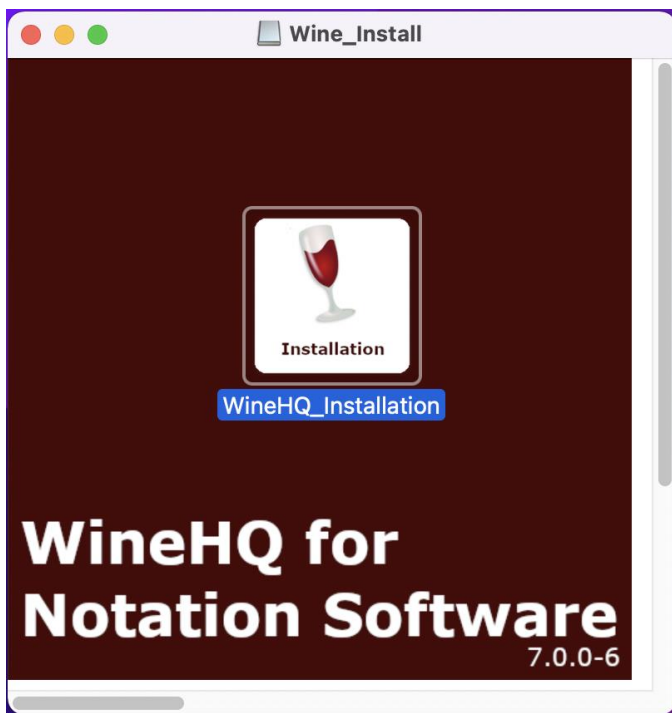 Wine_Install
Installation
WineHQ_Installation
WineHQ for
Notation Software
7.0.0-6